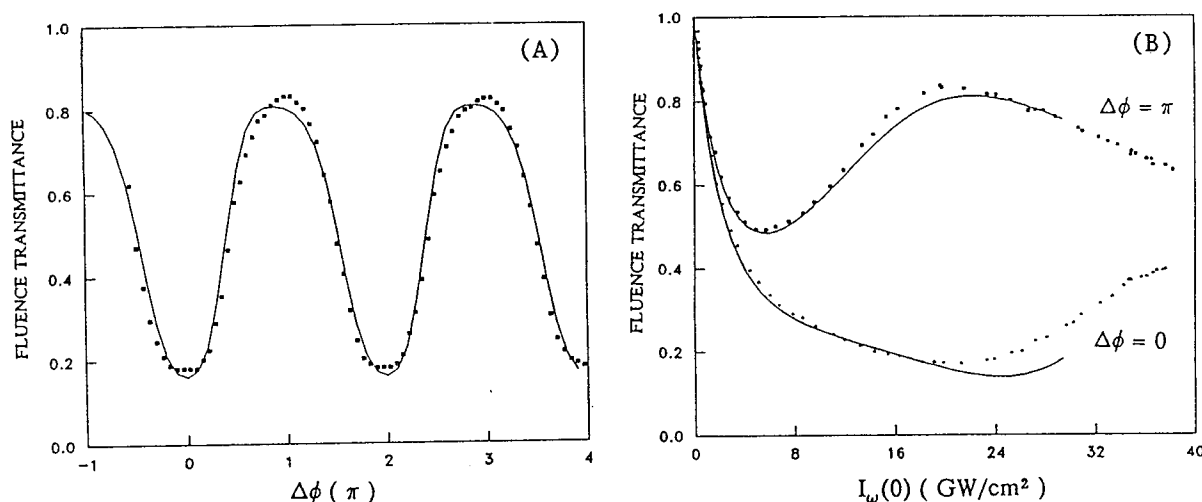 (A)
FLUENCE TRANSMITTANCE
1.0
0.8
0.6
0.4
0.2
0.0
-1 0 1 2 3 4
Δϕ ( π )
(B)
FLUENCE TRANSMITTANCE
1.0
0.8
0.6
0.4
0.2
0.0
Δϕ = π
Δϕ = 0
0 8 16 24 32 40
I_ω(0) ( GW/cm² )